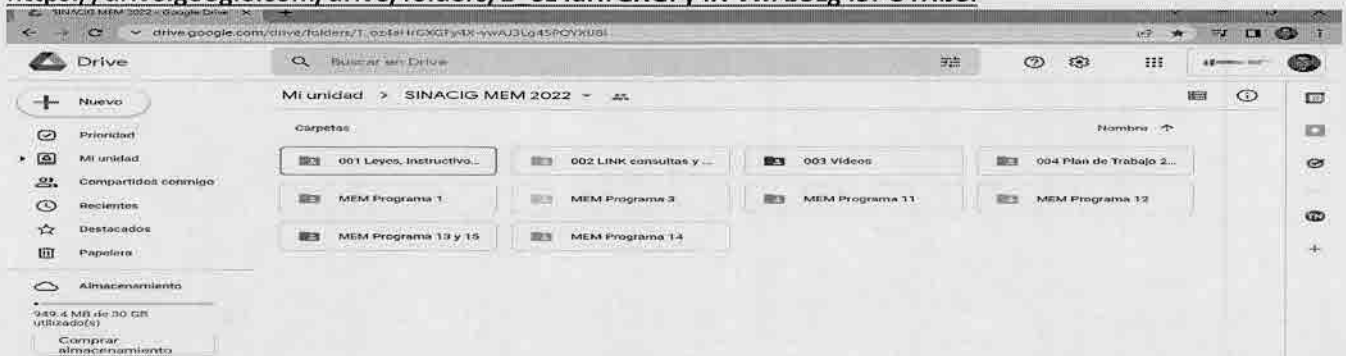 SINACIG MEM 2022 - Google Drive
Drive
Buscar en Drive
Nuevo
Mi unidad > SINACIG MEM 2022
Carpetas
Nombre
Prioridad
Mi unidad
Compartidos conmigo
Recientes
Destacados
Papelera
Almacenamiento
949.4 MB de 30 GB
utilizado(s)
Comprar
almacenamiento
001 Leyes, Instructivo...
002 LINK consultas y ...
003 Videos
004 Plan de Trabajo 2...
MEM Programa 1
MEM Programa 3
MEM Programa 11
MEM Programa 12
MEM Programa 13 y 15
MEM Programa 14